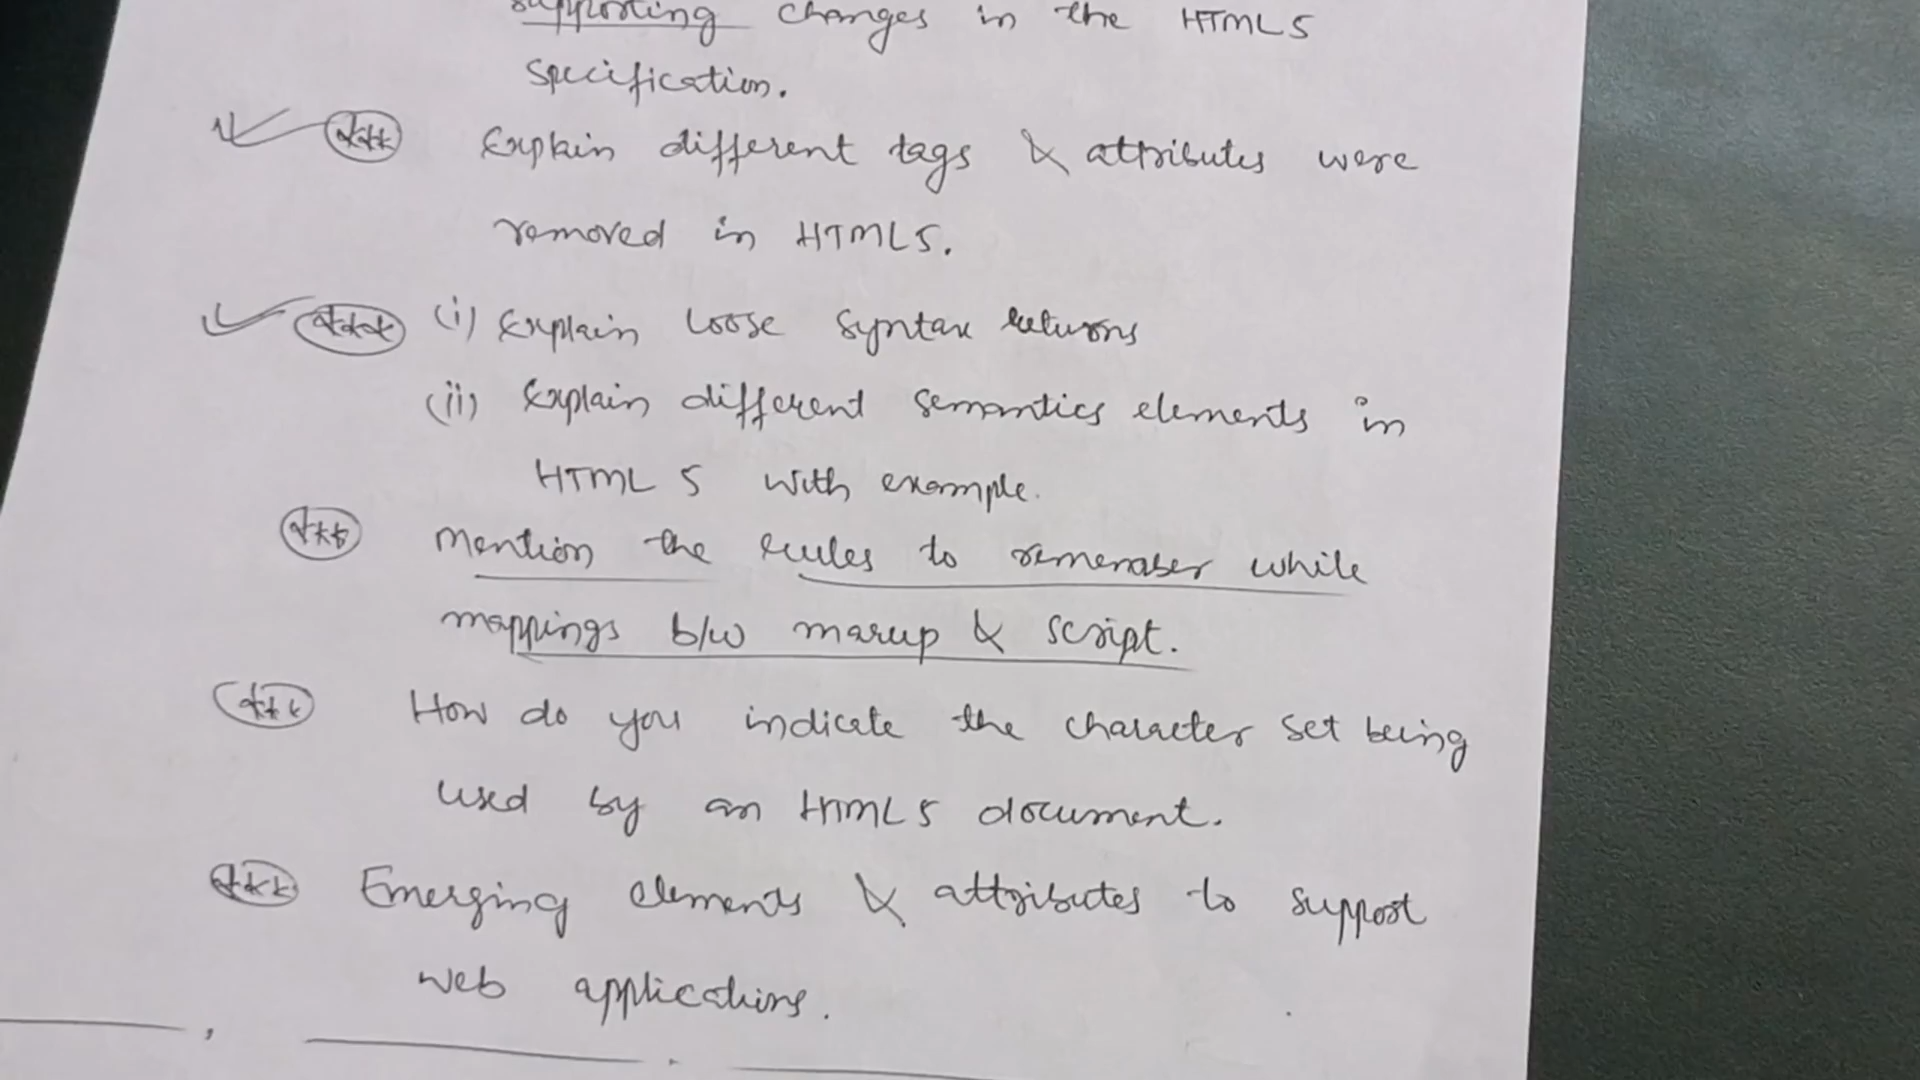 supporting changes in the HTML5
specification.
*** Explain different tags & attributes were
removed in HTML5.
*** (i) Explain loose syntax returns
(ii) Explain different semantics elements in
HTML 5 with example.
*** mention the rules to remember while
mappings b/w marup & script.
*** How do you indicate the character set being
used by an HTML5 document.
*** Emerging elements & attributes to support
web applications.